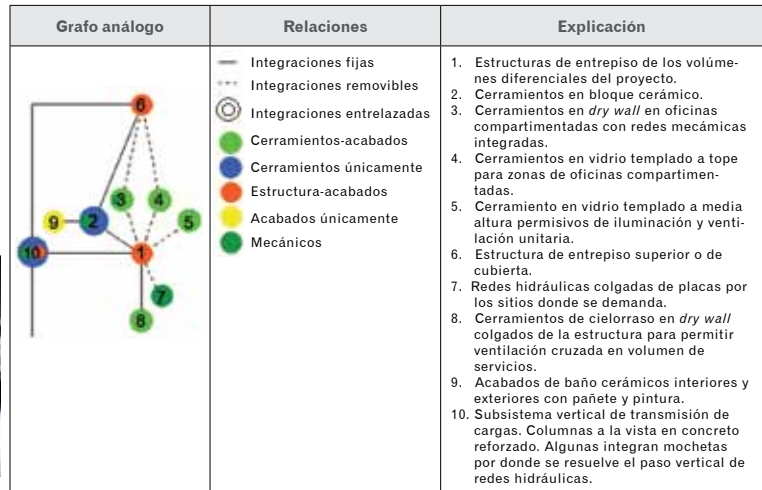 Grafo análogo
Relaciones
Explicación
6
3
4
9
2
5
10
1
7
8
Integraciones fijas
Integraciones removibles
Integraciones entrelazadas
Cerramientos-acabados
Cerramientos únicamente
Estructura-acabados
Acabados únicamente
Mecánicos
1. Estructuras de entrepiso de los volúme-
nes diferenciales del proyecto.
2. Cerramientos en bloque cerámico.
3. Cerramientos en dry wall en oficinas
compartimentadas con redes mecámicas
integradas.
4. Cerramientos en vidrio templado a tope
para zonas de oficinas compartimen-
tadas.
5. Cerramiento en vidrio templado a media
altura permisivos de iluminación y venti-
lación unitaria.
6. Estructura de entrepiso superior o de
cubierta.
7. Redes hidráulicas colgadas de placas por
los sitios donde se demanda.
8. Cerramientos de cielorraso en dry wall
colgados de la estructura para permitir
ventilación cruzada en volumen de
servicios.
9. Acabados de baño cerámicos interiores y
exteriores con pañete y pintura.
10. Subsistema vertical de transmisión de
cargas. Columnas a la vista en concreto
reforzado. Algunas integran mochetas
por donde se resuelve el paso vertical de
redes hidráulicas.